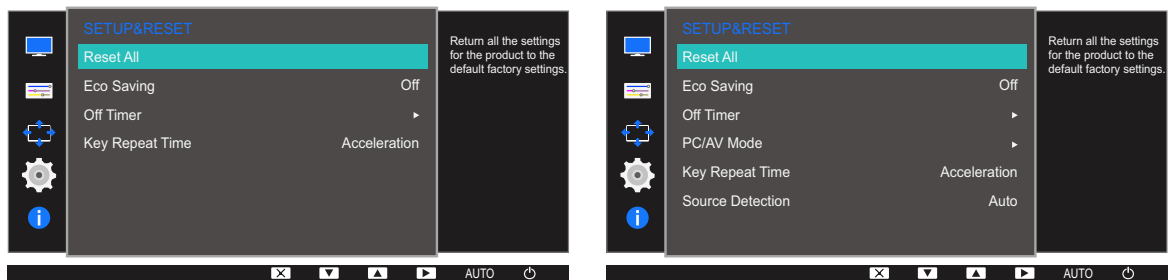 SETUP&RESET
Reset All
Eco Saving Off
Off Timer
Key Repeat Time Acceleration
Return all the settings
for the product to the
default factory settings.
AUTO
SETUP&RESET
Reset All
Eco Saving Off
Off Timer
PC/AV Mode
Key Repeat Time Acceleration
Source Detection Auto
Return all the settings
for the product to the
default factory settings.
AUTO